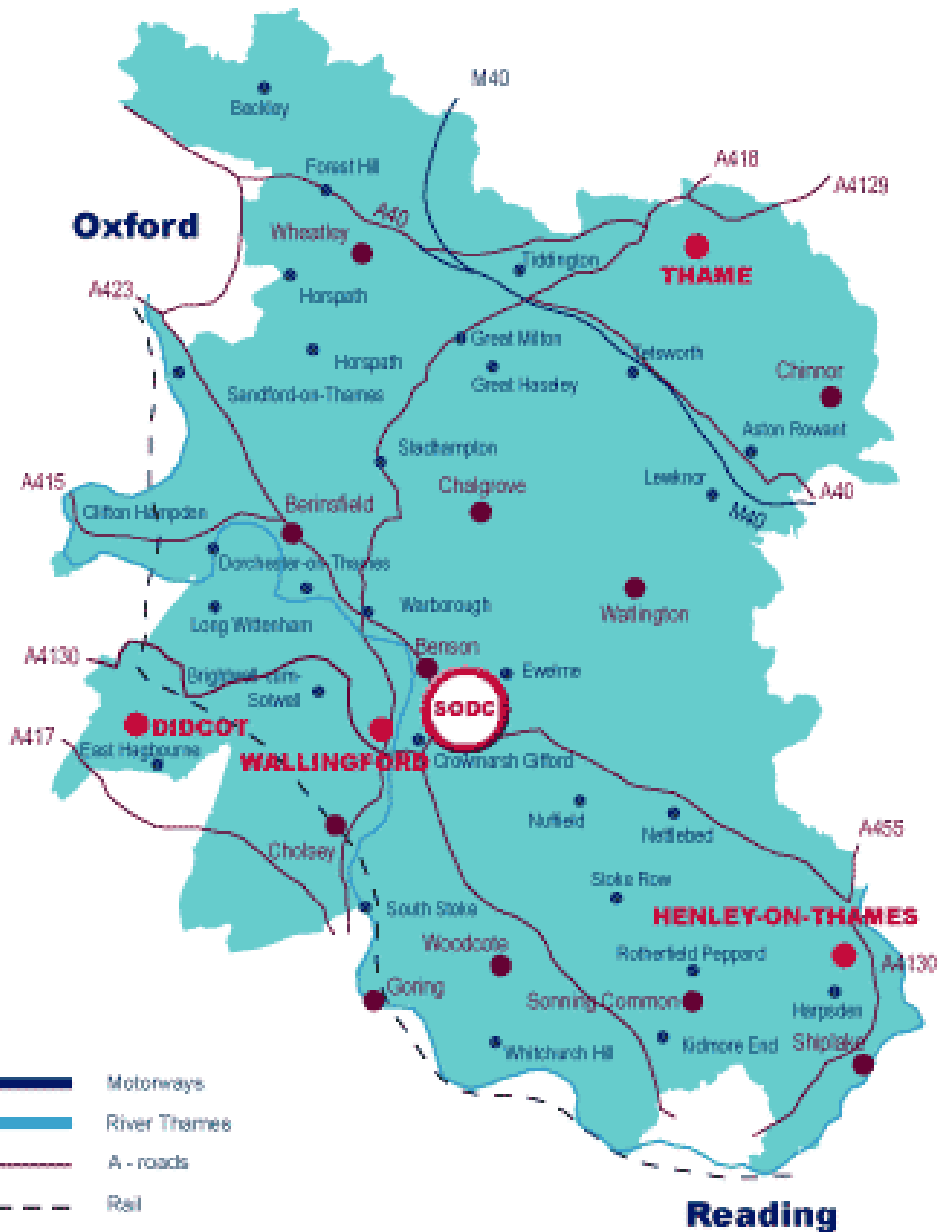 M40
Beckley
A418
Forest Hill
A4129
A40
Oxford
Wheatley
Tiddington
THAME
A423
Horspath
Great Milton
Horspath
Tetsworth
Great Haseley
Chinnor
Sandford-on-Thames
Aston Rowant
Stadhampton
A415
Chalgrove
Lewknor
A40
Clifton Hampden
Berinsfield
M40
Dorchester-on-Thames
Watlington
Long Wittenham
Warborough
A4130
Benson
Brightwell-cum-
Sotwell
Ewelme
SODC
DIDCOT
A417
East Hagbourne
WALLINGFORD
Crowmarsh Gifford
Nuffield
Nettlebed
A455
Cholsey
Stoke Row
South Stoke
HENLEY-ON-THAMES
Woodcote
Rotherfield Peppard
A4130
Goring
Sonning Common
Harpsden
Whitchurch Hill
Kidmore End
Shiplake
Motorways
River Thames
A - roads
Rail
Reading